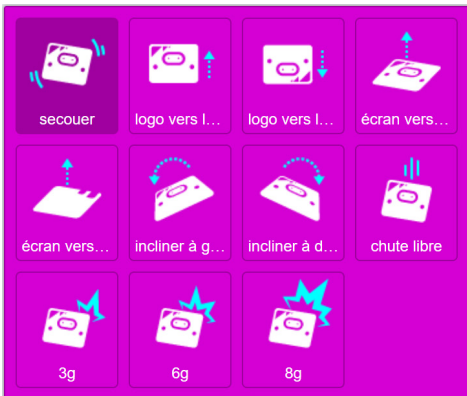 secouer
logo vers l...
logo vers l...
écran vers...
écran vers...
incliner à g...
incliner à d...
chute libre
3g
6g
8g